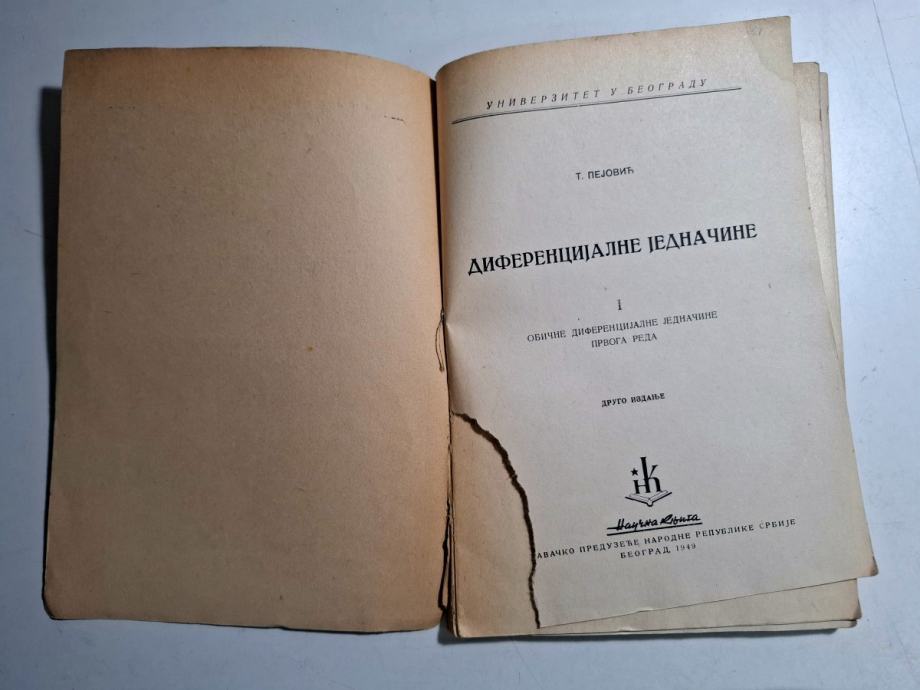 УНИВЕРЗИТЕТ У БЕОГРАДУ
Т. ПЕЈОВИЋ
ДИФЕРЕНЦИЈАЛНЕ ЈЕДНАЧИНЕ
I
ОБИЧНЕ ДИФЕРЕНЦИЈАЛНЕ ЈЕДНАЧИНЕ
ПРВОГА РЕДА
ДРУГО ИЗДАЊЕ
Научна књига
АВАЧКО ПРЕДУЗЕЋЕ НАРОДНЕ РЕПУБЛИКЕ СРБИЈЕ
БЕОГРАД, 1949